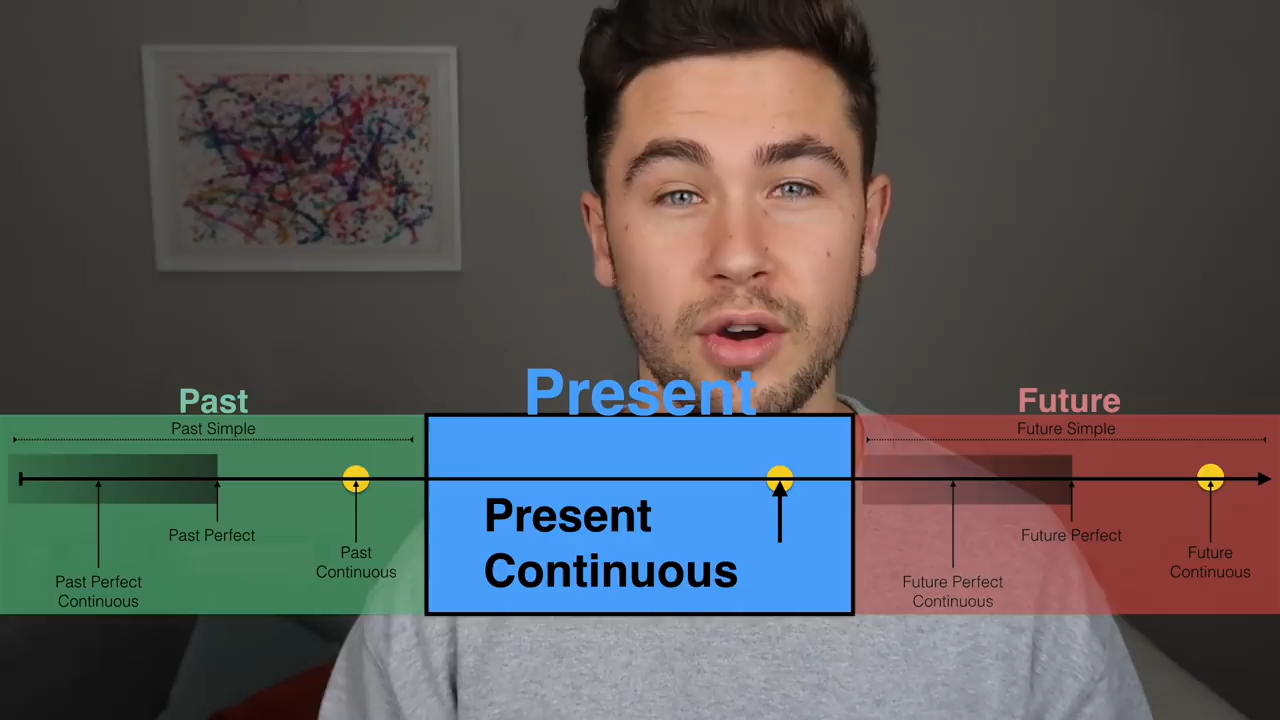 Past
Past Simple
Past Perfect
Past
Continuous
Past Perfect
Continuous
Present
Present
Continuous
Future
Future Simple
Future Perfect
Future
Continuous
Future Perfect
Continuous